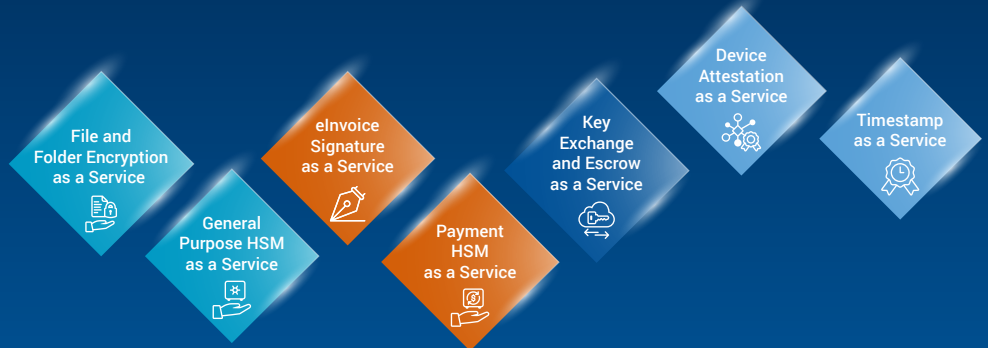 File and
Folder Encryption
as a Service
General
Purpose HSM
as a Service
eInvoice
Signature
as a Service
Payment
HSM
as a Service
Key
Exchange
and Escrow
as a Service
Device
Attestation
as a Service
Timestamp
as a Service